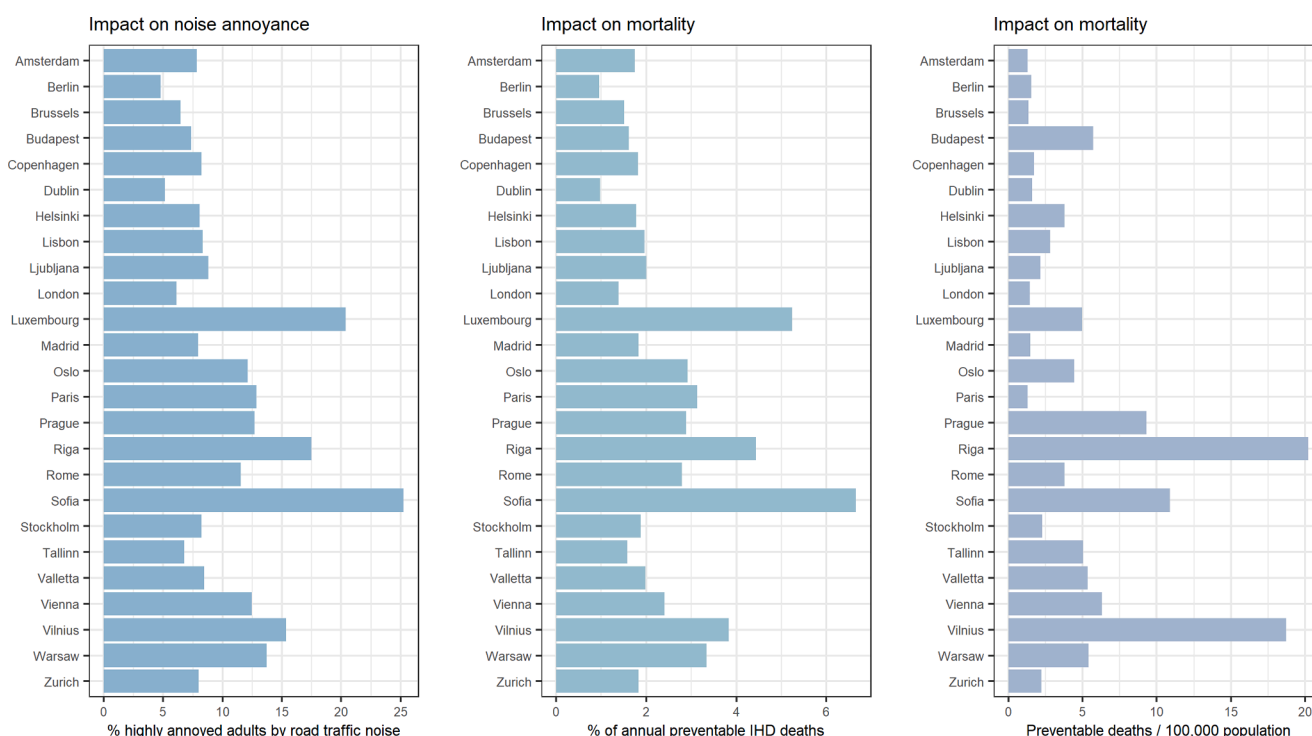 Impact on noise annoyance
Amsterdam
Berlin
Brussels
Budapest
Copenhagen
Dublin
Helsinki
Lisbon
Ljubljana
London
Luxembourg
Madrid
Oslo
Paris
Prague
Riga
Rome
Sofia
Stockholm
Tallinn
Valletta
Vienna
Vilnius
Warsaw
Zurich
0 5 10 15 20 25
% highly annoyed adults by road traffic noise
Impact on mortality
Amsterdam
Berlin
Brussels
Budapest
Copenhagen
Dublin
Helsinki
Lisbon
Ljubljana
London
Luxembourg
Madrid
Oslo
Paris
Prague
Riga
Rome
Sofia
Stockholm
Tallinn
Valletta
Vienna
Vilnius
Warsaw
Zurich
0 2 4 6
% of annual preventable IHD deaths
Impact on mortality
Amsterdam
Berlin
Brussels
Budapest
Copenhagen
Dublin
Helsinki
Lisbon
Ljubljana
London
Luxembourg
Madrid
Oslo
Paris
Prague
Riga
Rome
Sofia
Stockholm
Tallinn
Valletta
Vienna
Vilnius
Warsaw
Zurich
0 5 10 15 20
Preventable deaths / 100.000 population